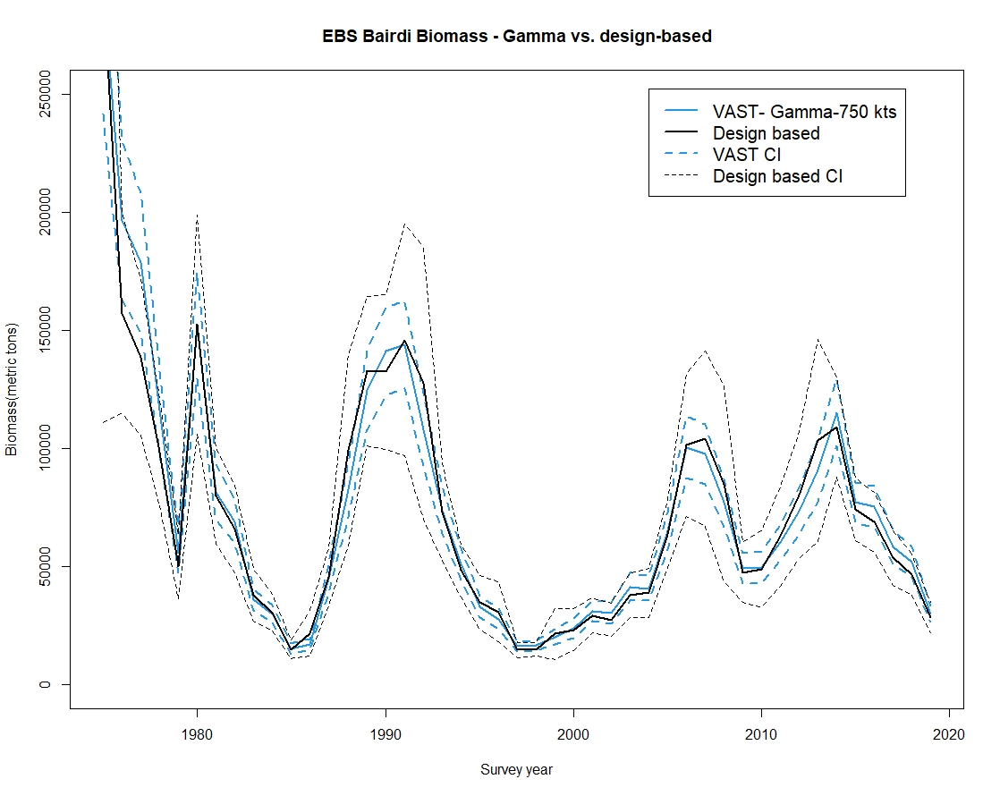 EBS Bairdi Biomass - Gamma vs. design-based
VAST- Gamma-750 kts
Design based
VAST CI
Design based CI
Biomass(metric tons)
250000
200000
150000
100000
50000
0
1980
1990
2000
2010
2020
Survey year